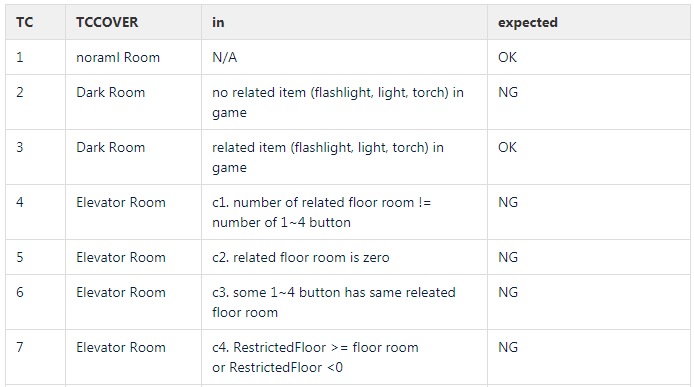 TC TCCOVER in expected
1 noraml Room N/A OK
2 Dark Room no related item (flashlight, light, torch) in NG
game
3 Dark Room related item (flashlight, light, torch) in OK
game
4 Elevator Room c1. number of related floor room != NG
number of 1~4 button
5 Elevator Room c2. related floor room is zero NG
6 Elevator Room c3. some 1~4 button has same releated NG
floor room
7 Elevator Room c4. RestrictedFloor >= floor room NG
or RestrictedFloor <0